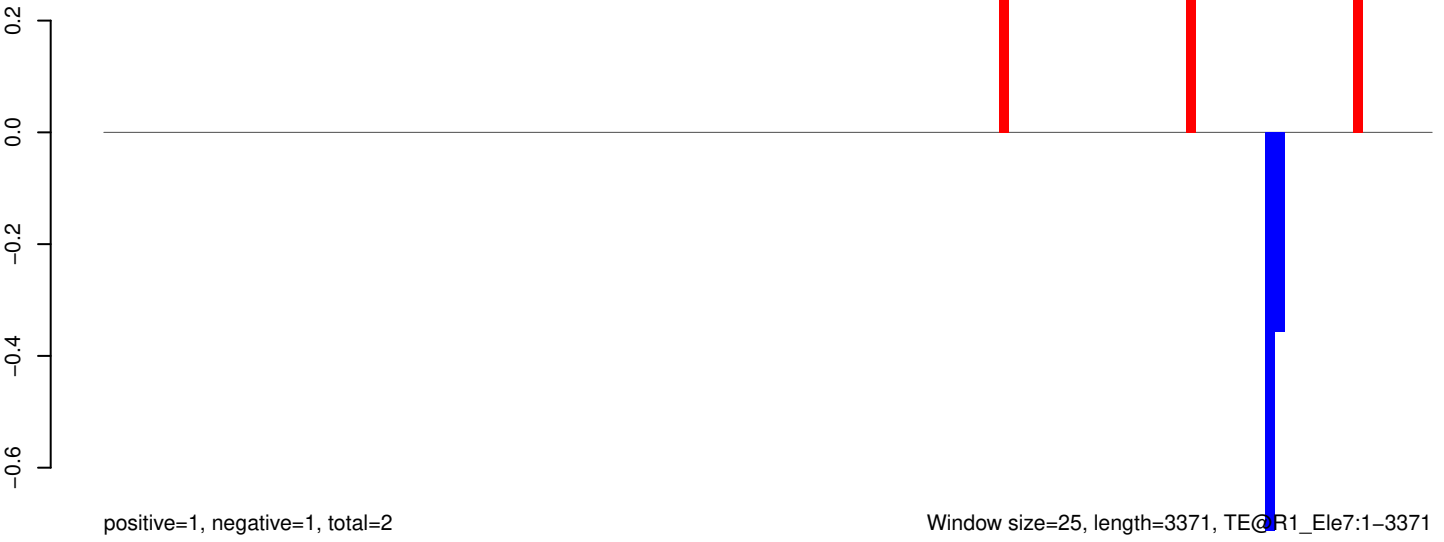 0.2
0.0
−0.2
−0.4
−0.6
positive=1, negative=1, total=2
Window size=25, length=3371, TE@R1_Ele7:1−3371